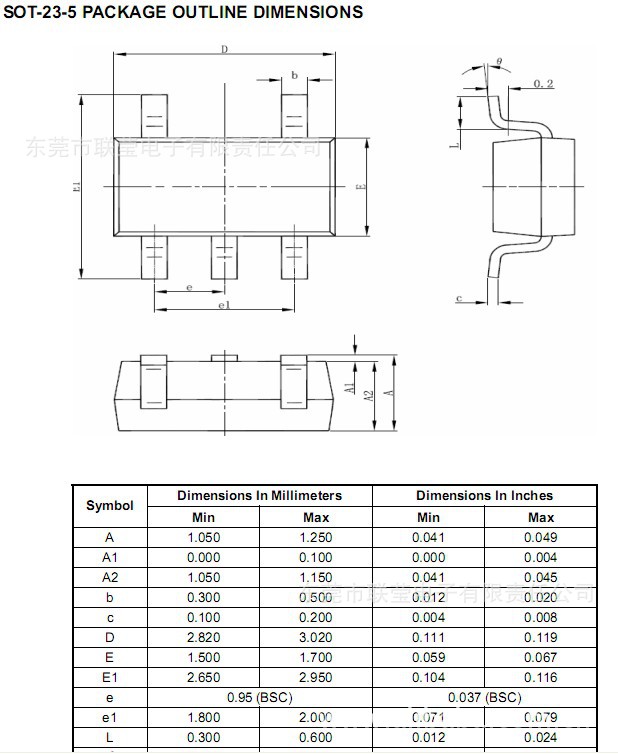 SOT-23-5 PACKAGE OUTLINE DIMENSIONS
D
b
θ
0.2
东莞市联莹电子有限责任公司
E1
E
L
e
e1
c
A1
A2
A
Symbol Dimensions In Millimeters Dimensions In Inches
Min Max Min Max
A 1.050 1.250 0.041 0.049
A1 0.000 0.100 0.000 0.004
A2 1.050 1.150 0.041 0.045
东莞市联莹电子有限责任公司
b 0.300 0.500 0.012 0.020
c 0.100 0.200 0.004 0.008
D 2.820 3.020 0.111 0.119
E 1.500 1.700 0.059 0.067
E1 2.650 2.950 0.104 0.116
e 0.95 (BSC) 0.037 (BSC)
e1 1.800 2.000 0.071 0.079
L 0.300 0.600 0.012 0.024